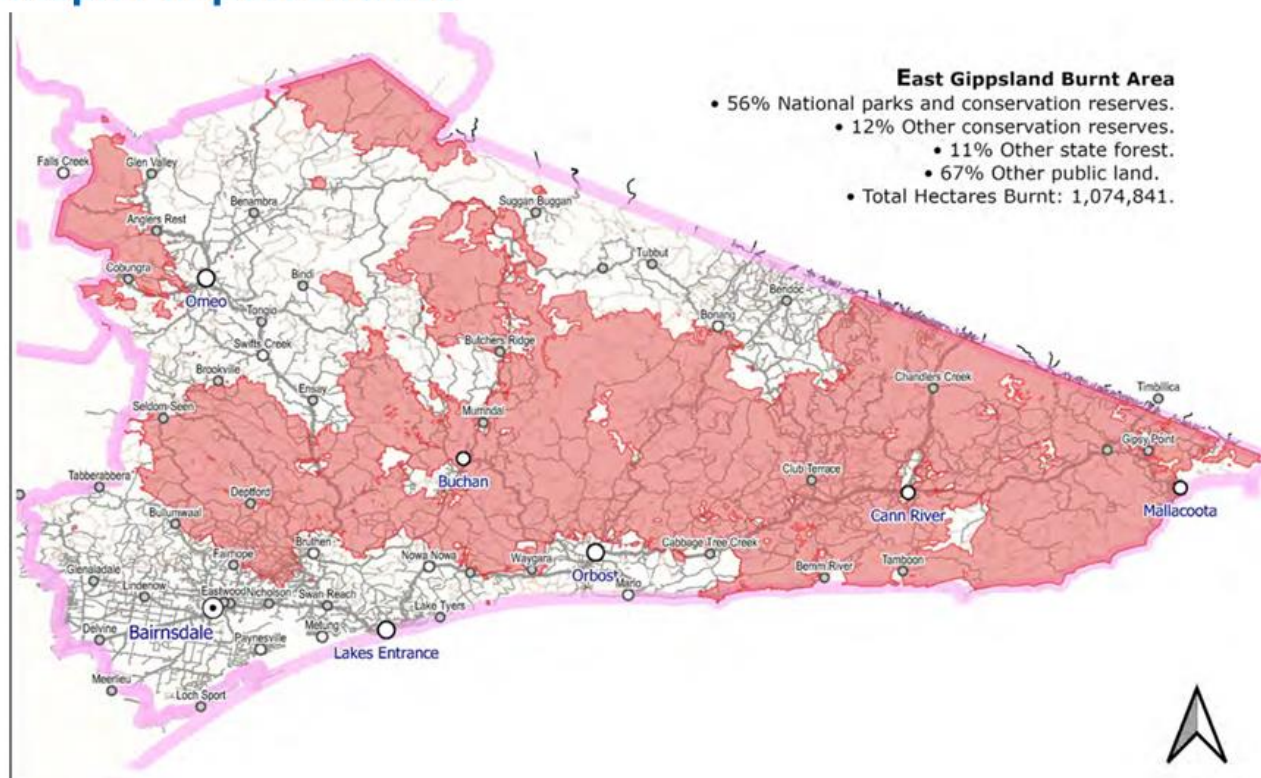 East Gippsland Burnt Area
• 56% National parks and conservation reserves.
• 12% Other conservation reserves.
• 11% Other state forest.
• 67% Other public land.
• Total Hectares Burnt: 1,074,841.
Falls Creek
Glen Valley
Benambra
Suggan Buggan
Anglers Rest
Cobungra
Omeo
Bindi
Tubbut
Bendoc
Tongio
Bonang
Swifts Creek
Butchers Ridge
Brookville
Ensay
Chandlers Creek
Timbillica
Seldom Seen
Murrindal
Gipsy Point
Tabberabbera
Buchan
Club Terrace
Deptford
Cann River
Mallacoota
Bullumwaal
Fairhope
Bruthen
Nowa Nowa
Waygara
Orbost
Cabbage Tree Creek
Tamboon
Bemm River
Glenaladale
Lindenow
Eastwood
Nicholson
Swan Reach
Marlo
Lake Tyers
Bairnsdale
Delvine
Paynesville
Metung
Lakes Entrance
Meerlieu
Loch Sport